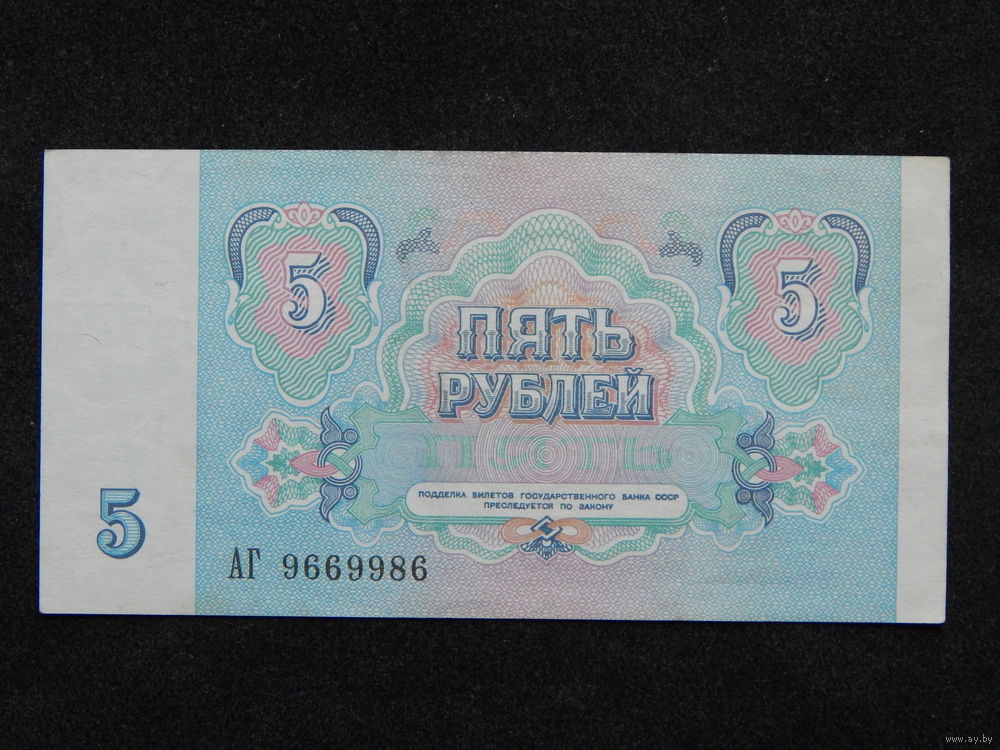 5
5
ПЯТЬ
РУБЛЕЙ
ПОДДЕЛКА БИЛЕТОВ ГОСУДАРСТВЕННОГО БАНКА СССР
ПРЕСЛЕДУЕТСЯ ПО ЗАКОНУ
5
АГ 9669986
www.ay.by